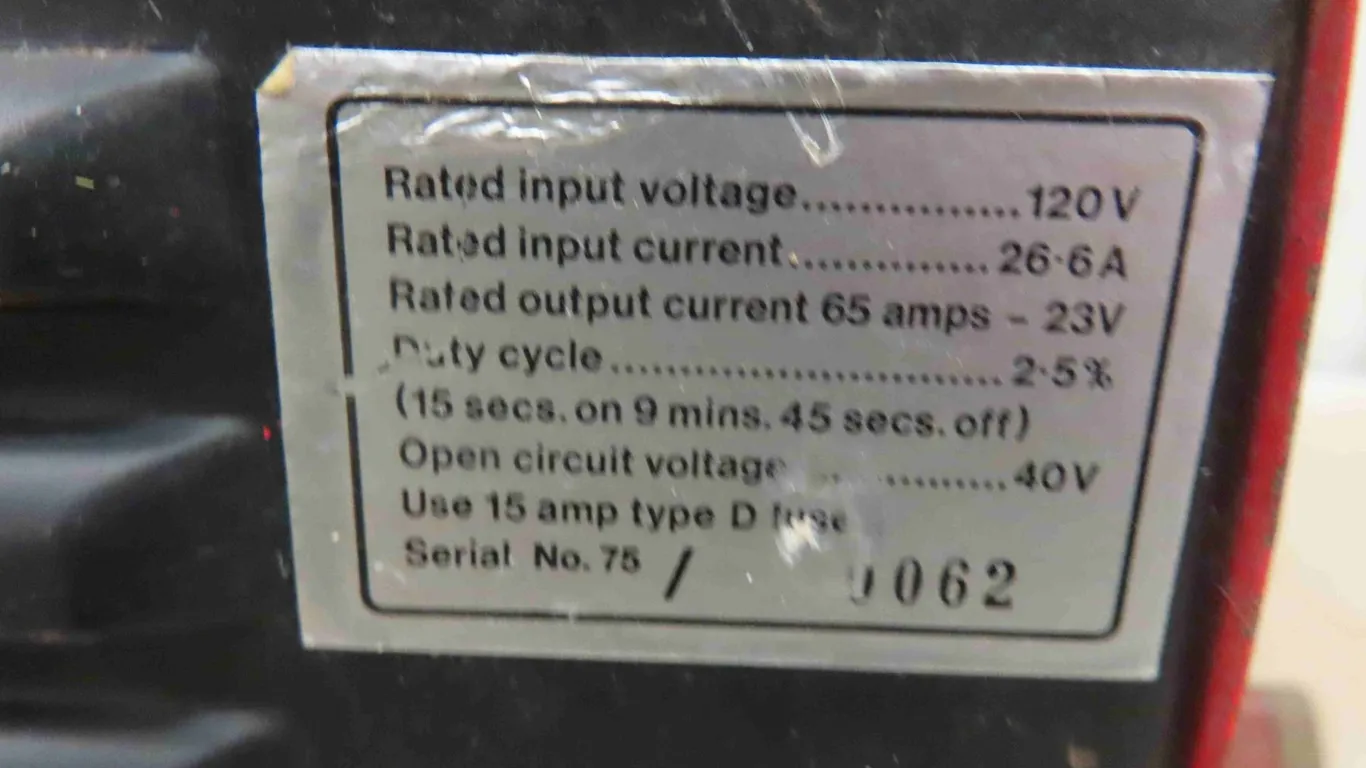 Rated input voltage...............120V
Rated input current..............26·6A
Rated output current 65 amps - 23V
Duty cycle............................2·5%
(15 secs. on 9 mins. 45 secs. off)
Open circuit voltage ............40V
Use 15 amp type D fuse
Serial No. 75 / 062